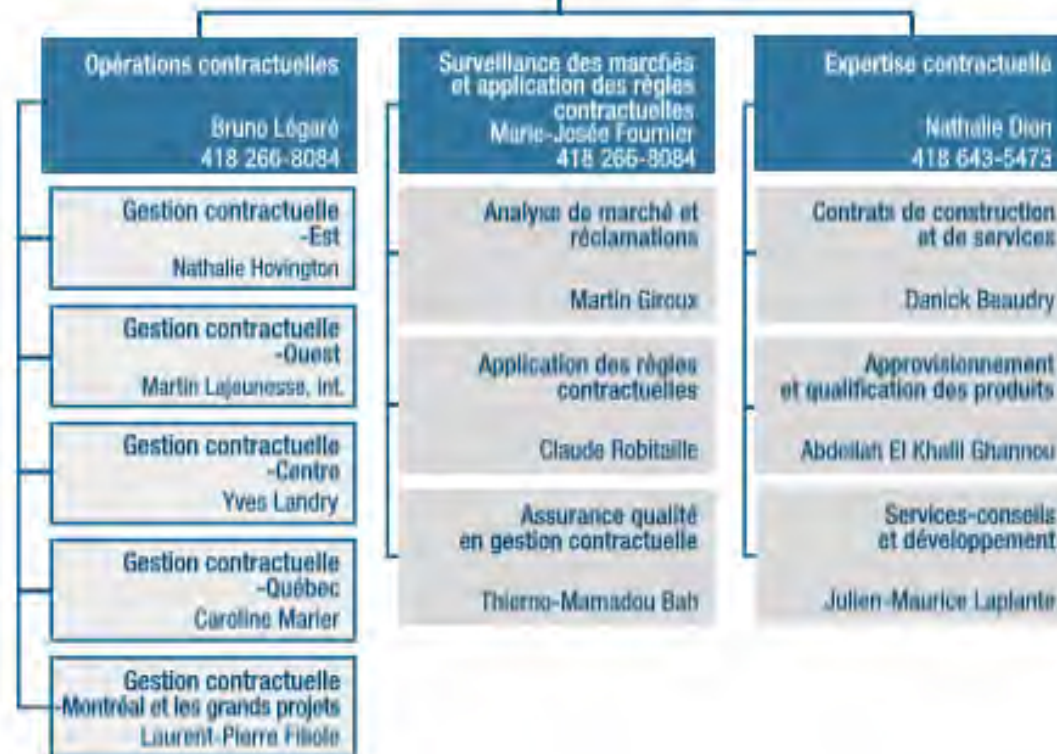 Opérations contractuelles
Bruno Légaré
418 266-8084
Gestion contractuelle
-Est
Nathalie Hovington
Gestion contractuelle
-Ouest
Martin Lajeunesse, int.
Gestion contractuelle
-Centre
Yves Landry
Gestion contractuelle
-Québec
Caroline Marier
Gestion contractuelle
-Montréal et les grands projets
Laurent-Pierre Filiole
Surveillance des marchés
et application des règles
contractuelles
Marie-Josée Fournier
418 266-8084
Analyse de marché et
réclamations
Martin Giroux
Application des règles
contractuelles
Claude Robitaille
Assurance qualité
en gestion contractuelle
Thierno-Mamadou Bah
Expertise contractuelle
Nathalie Dion
418 643-5473
Contrats de construction
et de services
Danick Beaudry
Approvisionnement
et qualification des produits
Abdellah El Khalil Ghannou
Services-conseils
et développement
Julien-Maurice Laplante